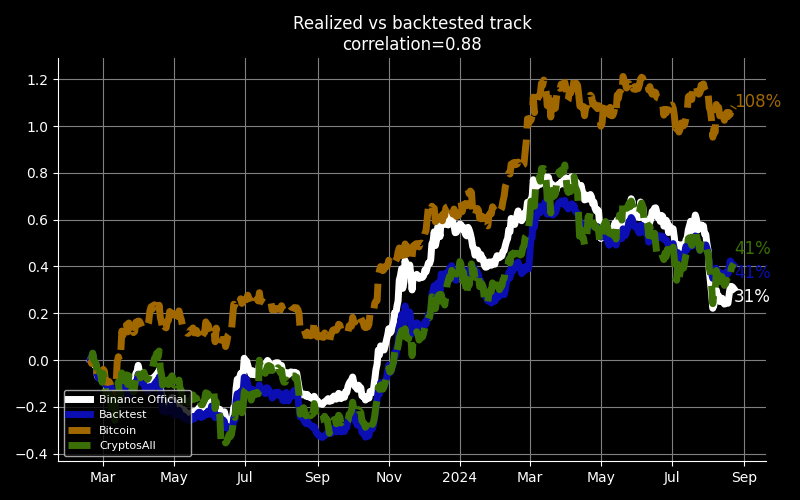 Realized vs backtested track
correlation=0.88
1.2
1.0
0.8
0.6
0.4
0.2
0.0
−0.2
−0.4
108%
41%
41%
31%
Binance Official
Backtest
Bitcoin
CryptosAll
Mar May Jul Sep Nov 2024 Mar May Jul Sep